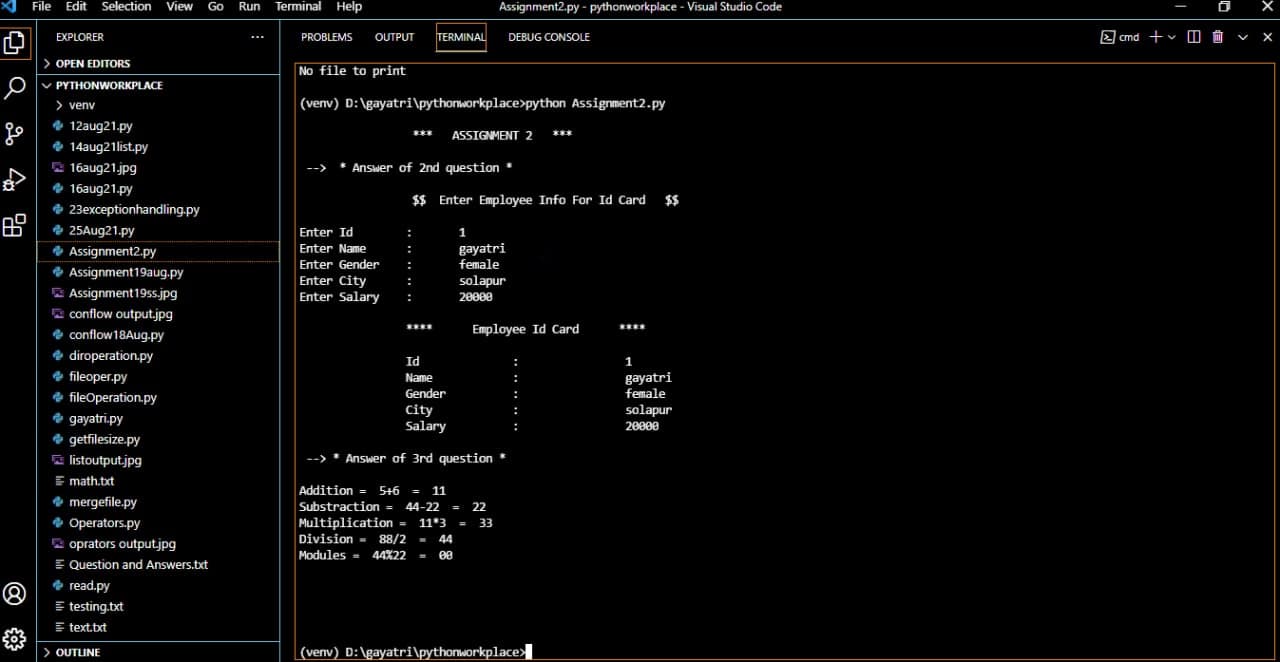 File Edit Selection View Go Run Terminal Help
Assignment2.py - pythonworkplace - Visual Studio Code
EXPLORER
OPEN EDITORS
PYTHONWORKPLACE
venv
12aug21.py
14aug21list.py
16aug21.jpg
16aug21.py
23exceptionhandling.py
25Aug21.py
Assignment2.py
Assignment19aug.py
Assignment19ss.jpg
conflow output.jpg
conflow18Aug.py
diroperation.py
fileoper.py
fileOperation.py
gayatri.py
getfilesize.py
listoutput.jpg
math.txt
mergefile.py
Operators.py
oprators output.jpg
Question and Answers.txt
read.py
testing.txt
text.txt
OUTLINE
PROBLEMS OUTPUT TERMINAL DEBUG CONSOLE
cmd
No file to print
(venv) D:\gayatri\pythonworkplace>python Assignment2.py
*** ASSIGNMENT 2 ***
--> * Answer of 2nd question *
$$ Enter Employee Info For Id Card $$
Enter Id : 1
Enter Name : gayatri
Enter Gender : female
Enter City : solapur
Enter Salary : 20000
**** Employee Id Card ****
Id : 1
Name : gayatri
Gender : female
City : solapur
Salary : 20000
--> * Answer of 3rd question *
Addition = 5+6 = 11
Substraction = 44-22 = 22
Multiplication = 11*3 = 33
Division = 88/2 = 44
Modules = 44%22 = 00
(venv) D:\gayatri\pythonworkplace>